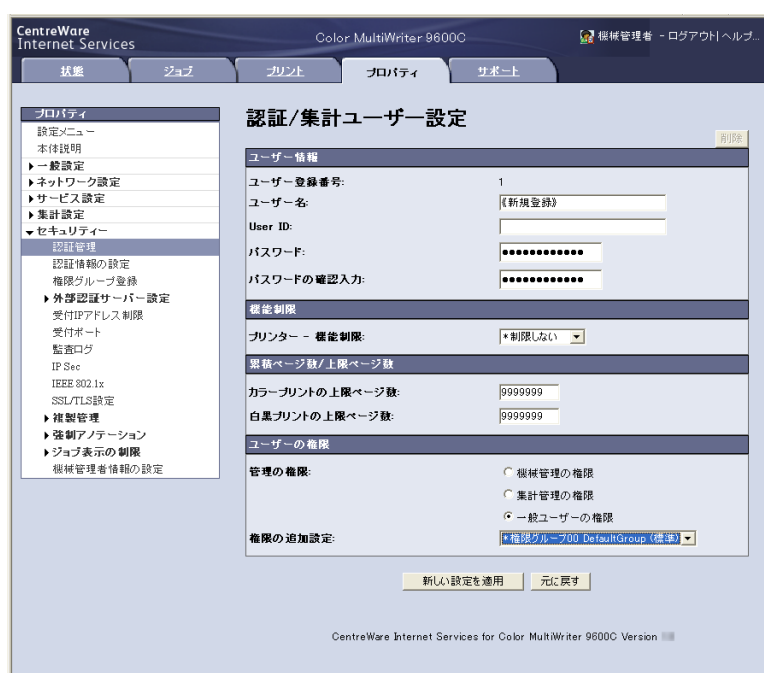 CentreWare
Internet Services
Color MultiWriter 9600C
機械管理者 - ログアウト| ヘルプ...
状態
ジョブ
プリント
プロパティ
サポート
プロパティ
設定メニュー
本体説明
一般設定
ネットワーク設定
サービス設定
集計設定
セキュリティー
認証管理
認証情報の設定
権限グループ登録
外部認証サーバー設定
受付IPアドレス制限
受付ポート
監査ログ
IP Sec
IEEE 802.1x
SSL/TLS設定
複製管理
強制アノテーション
ジョブ表示の制限
機械管理者情報の設定
認証/集計ユーザー設定
削除
ユーザー情報
ユーザー登録番号: 1
ユーザー名: 《新規登録》
User ID:
パスワード: ●●●●●●●●●●●●
パスワードの確認入力: ●●●●●●●●●●●●
機能制限
プリンター - 機能制限: *制限しない
累積ページ数/上限ページ数
カラープリントの上限ページ数: 9999999
白黒プリントの上限ページ数: 9999999
ユーザーの権限
管理の権限: 機械管理の権限
集計管理の権限
一般ユーザーの権限
権限の追加設定: *権限グループ00 DefaultGroup (標準)
新しい設定を適用 元に戻す
CentreWare Internet Services for Color MultiWriter 9600C Version